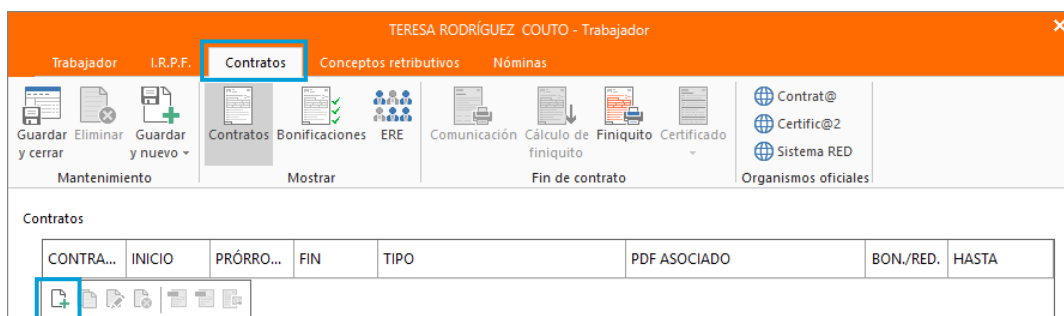 TERESA RODRÍGUEZ COUTO - Trabajador
Trabajador I.R.P.F. Contratos Conceptos retributivos Nóminas
Guardar y cerrar Eliminar Guardar y nuevo Contratos Bonificaciones ERE Comunicación Cálculo de finiquito Finiquito Certificado Contrat@
Certific@2
Sistema RED
Mantenimiento Mostrar Fin de contrato Organismos oficiales
Contratos
CONTRA... INICIO PRÓRRO... FIN TIPO PDF ASOCIADO BON./RED. HASTA